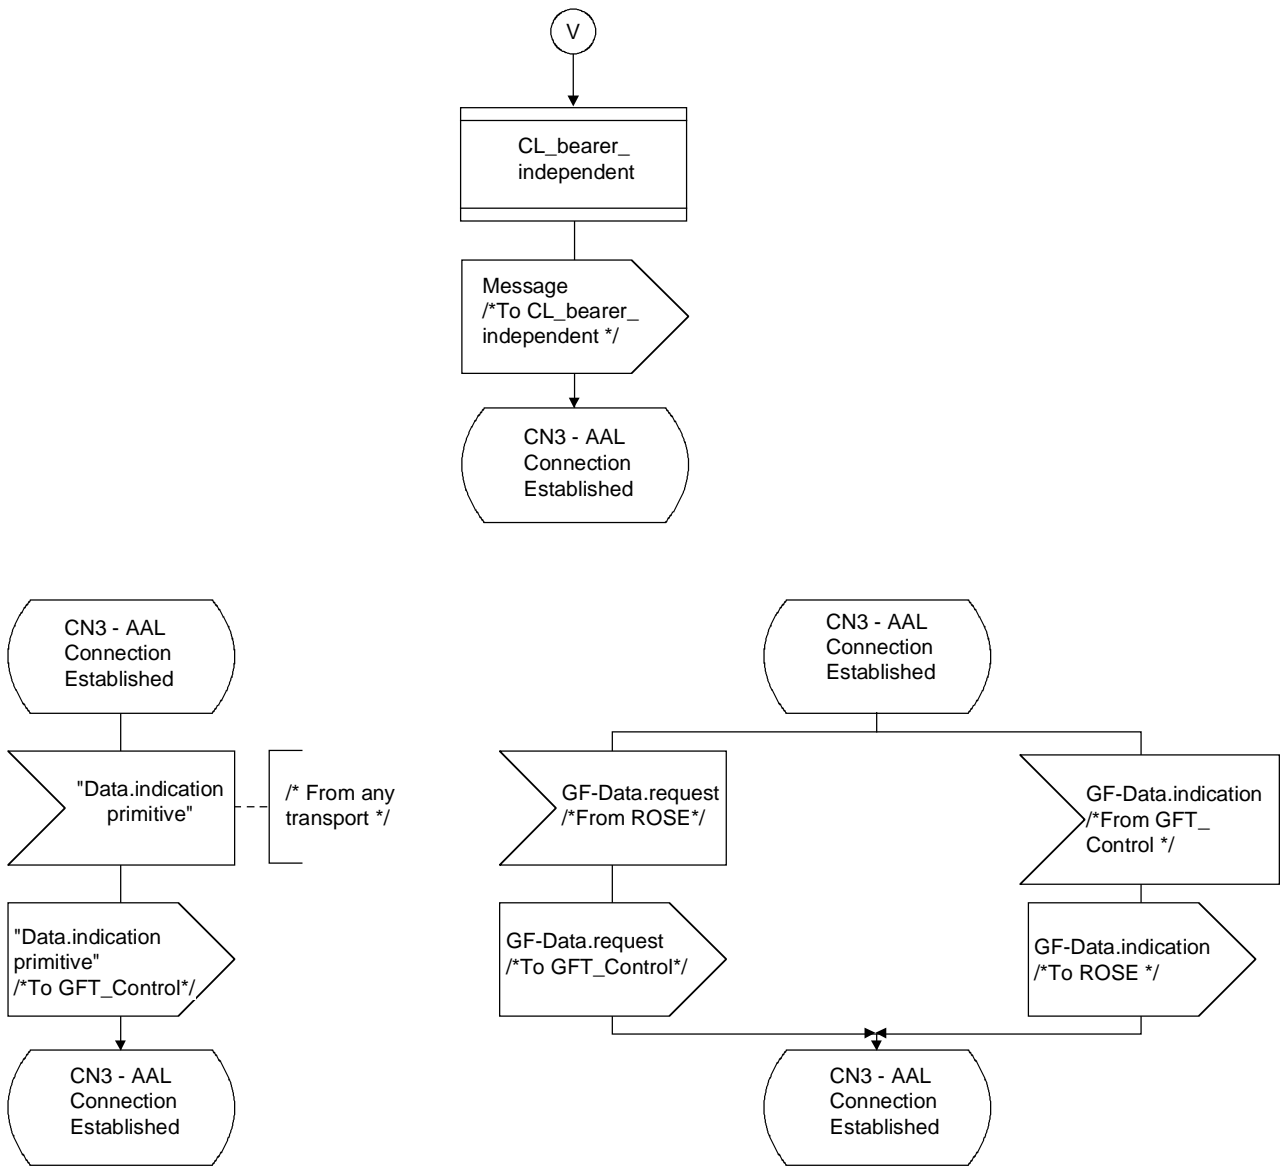 V
CL_bearer_
independent
Message
/*To CL_bearer_
independent */
CN3 - AAL
Connection
Established
CN3 - AAL
Connection
Established
"Data.indication
primitive"
/* From any
transport */
"Data.indication
primitive"
/*To GFT_Control*/
CN3 - AAL
Connection
Established
CN3 - AAL
Connection
Established
GF-Data.request
/*From ROSE*/
GF-Data.indication
/*From GFT_
Control */
GF-Data.request
/*To GFT_Control*/
GF-Data.indication
/*To ROSE */
CN3 - AAL
Connection
Established